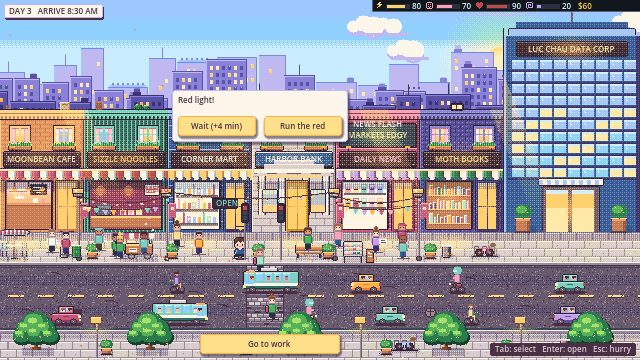 DAY 3 ARRIVE 8:30 AM
80 70 90 20 $60
LUC CHAU DATA CORP
Red light!
Wait (+4 min)
Run the red
NEWS FLASH
MARKETS EDGY
MOONBEAN CAFE
SIZZLE NOODLES
CORNER MART
HARBOR BANK
DAILY NEWS
MOTH BOOKS
OPEN
Go to work
Tab: select Enter: open Esc: hurry